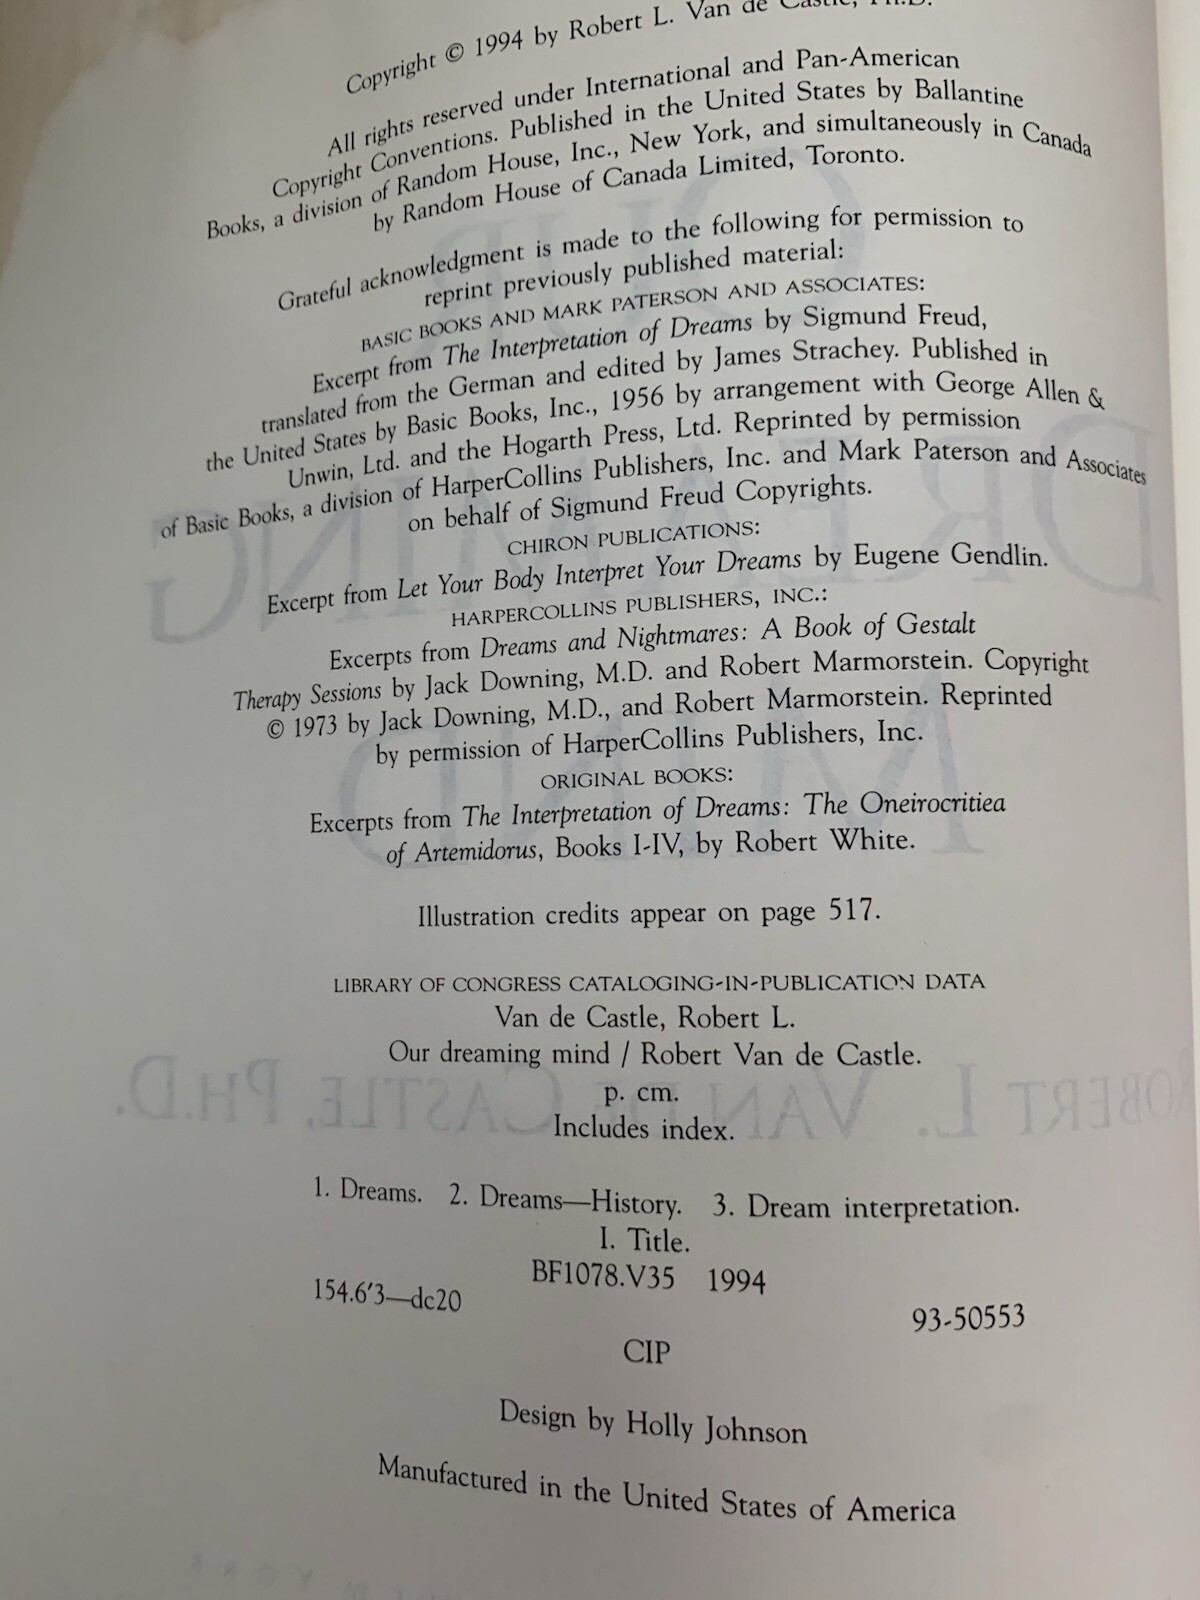 Copyright © 1994 by Robert L. Van de Castle, Ph.D.
All rights reserved under International and Pan-American
Copyright Conventions. Published in the United States by Ballantine
Books, a division of Random House, Inc., New York, and simultaneously in Canada
by Random House of Canada Limited, Toronto.
Grateful acknowledgment is made to the following for permission to
reprint previously published material:
BASIC BOOKS AND MARK PATERSON AND ASSOCIATES:
Excerpt from The Interpretation of Dreams by Sigmund Freud,
translated from the German and edited by James Strachey. Published in
the United States by Basic Books, Inc., 1956 by arrangement with George Allen &
Unwin, Ltd. and the Hogarth Press, Ltd. Reprinted by permission
of Basic Books, a division of HarperCollins Publishers, Inc. and Mark Paterson and Associates
on behalf of Sigmund Freud Copyrights.
CHIRON PUBLICATIONS:
Excerpt from Let Your Body Interpret Your Dreams by Eugene Gendlin.
HARPERCOLLINS PUBLISHERS, INC.:
Excerpts from Dreams and Nightmares: A Book of Gestalt
Therapy Sessions by Jack Downing, M.D. and Robert Marmorstein. Copyright
© 1973 by Jack Downing, M.D., and Robert Marmorstein. Reprinted
by permission of HarperCollins Publishers, Inc.
ORIGINAL BOOKS:
Excerpts from The Interpretation of Dreams: The Oneirocritiea
of Artemidorus, Books I-IV, by Robert White.
Illustration credits appear on page 517.
LIBRARY OF CONGRESS CATALOGING-IN-PUBLICATION DATA
Van de Castle, Robert L.
Our dreaming mind / Robert Van de Castle.
p. cm.
Includes index.
1. Dreams. 2. Dreams—History. 3. Dream interpretation.
I. Title.
BF1078.V35 1994
154.6′3—dc20 93-50553
CIP
Design by Holly Johnson
Manufactured in the United States of America